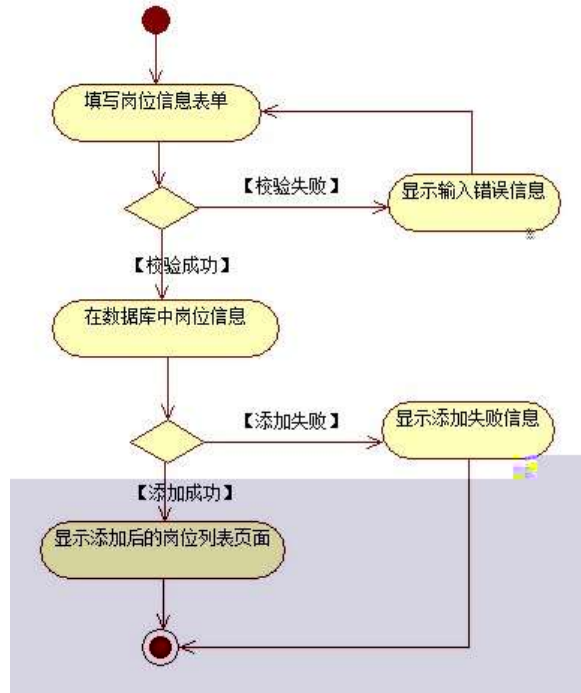 填写岗位信息表单
【校验失败】
显示输入错误信息
【校验成功】
在数据库中岗位信息
【添加失败】
显示添加失败信息
【添加成功】
显示添加后的岗位列表页面